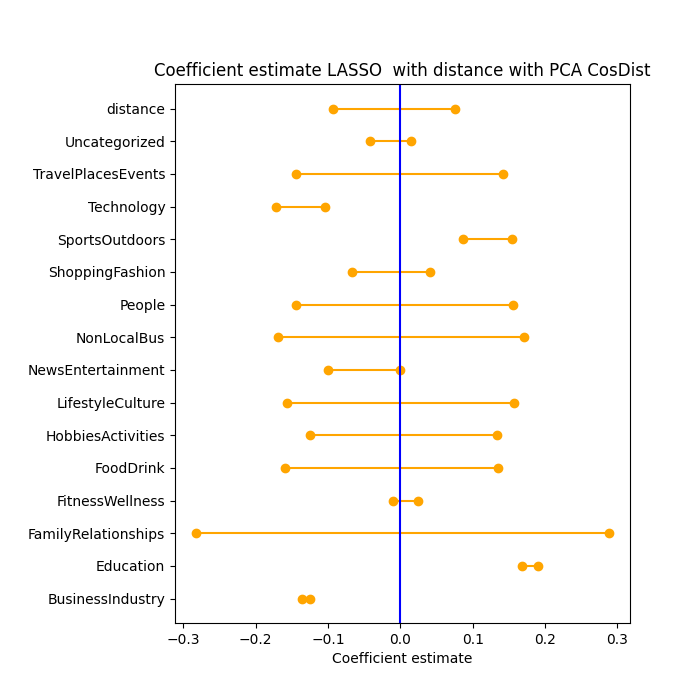 Coefficient estimate LASSO  with distance with PCA CosDist
distance
Uncategorized
TravelPlacesEvents
Technology
SportsOutdoors
ShoppingFashion
People
NonLocalBus
NewsEntertainment
LifestyleCulture
HobbiesActivities
FoodDrink
FitnessWellness
FamilyRelationships
Education
BusinessIndustry
−0.3 −0.2 −0.1 0.0 0.1 0.2 0.3
Coefficient estimate